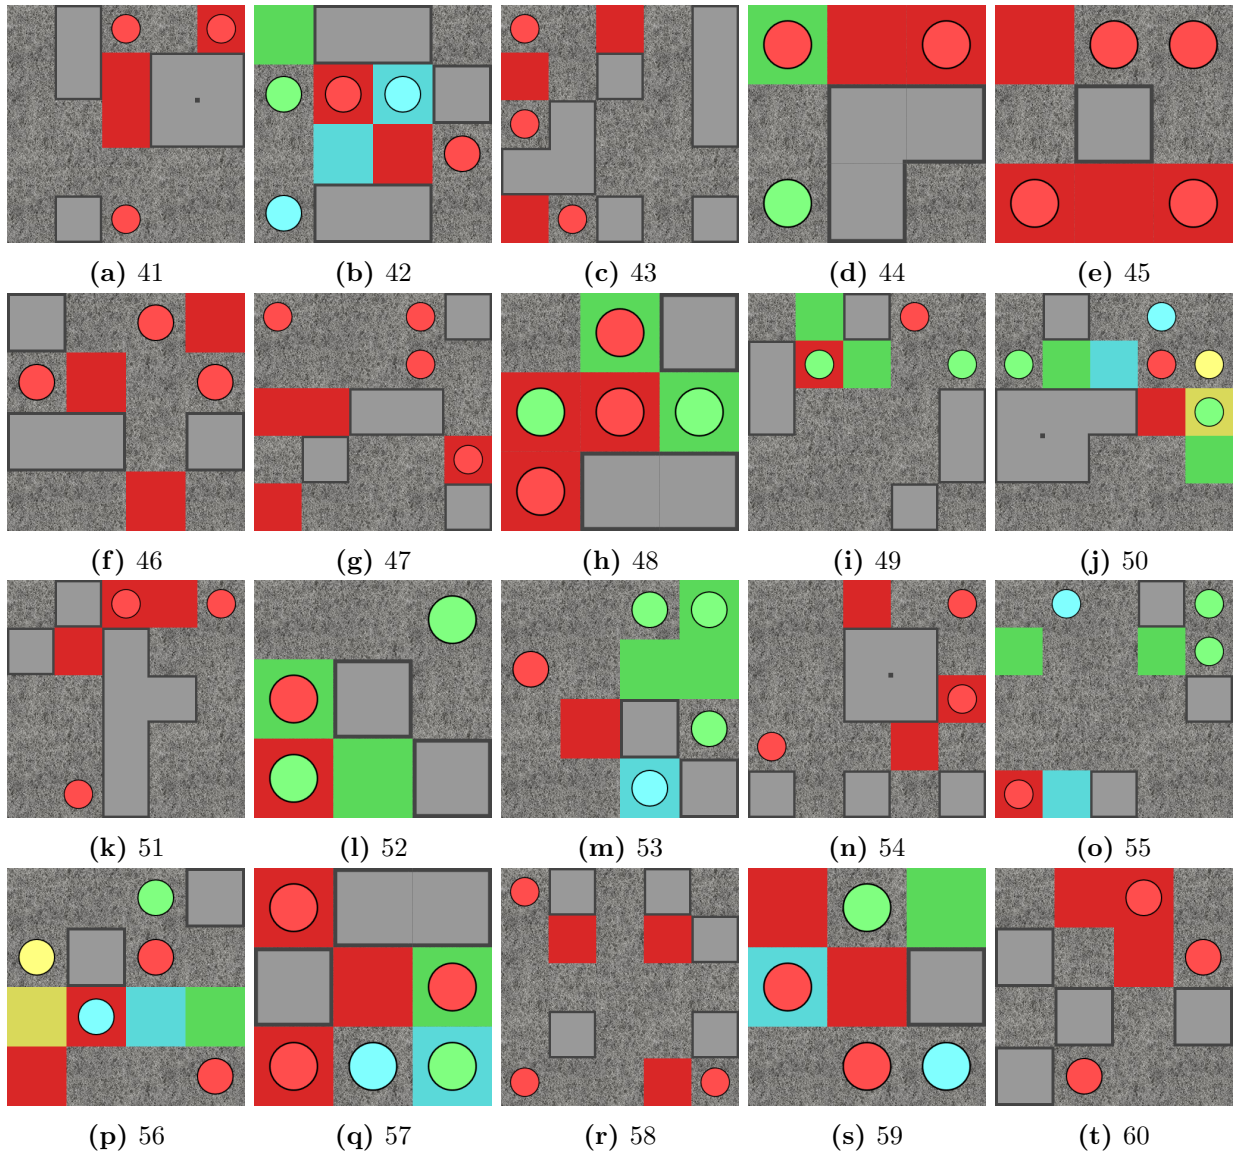 (a) 41 (b) 42 (c) 43 (d) 44 (e) 45
(f) 46 (g) 47 (h) 48 (i) 49 (j) 50
(k) 51 (l) 52 (m) 53 (n) 54 (o) 55
(p) 56 (q) 57 (r) 58 (s) 59 (t) 60